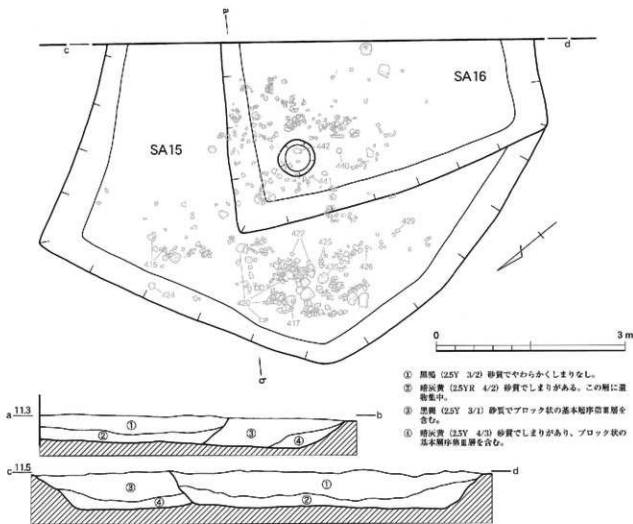 a
c
d
SA16
SA15
442
440
441
429
422
425
426
424
417
b
0 3 m
① 黒褐 (2.5Y 3/2) 砂質でやわらかくしまりなし。
② 暗灰黄 (2.5YR 4/2) 砂質でしまりがある。この層に遺
物集中。
③ 黒褐 (2.5Y 3/1) 砂質でブロック状の基本層序第Ⅲ層を
含む。
④ 暗灰黄 (2.5Y 4/3) 砂質でしまりがあり、ブロック状の
基本層序第Ⅲ層を含む。
a 11.3 b
①
②
③
④
c 11.5 d
③
①
④
②